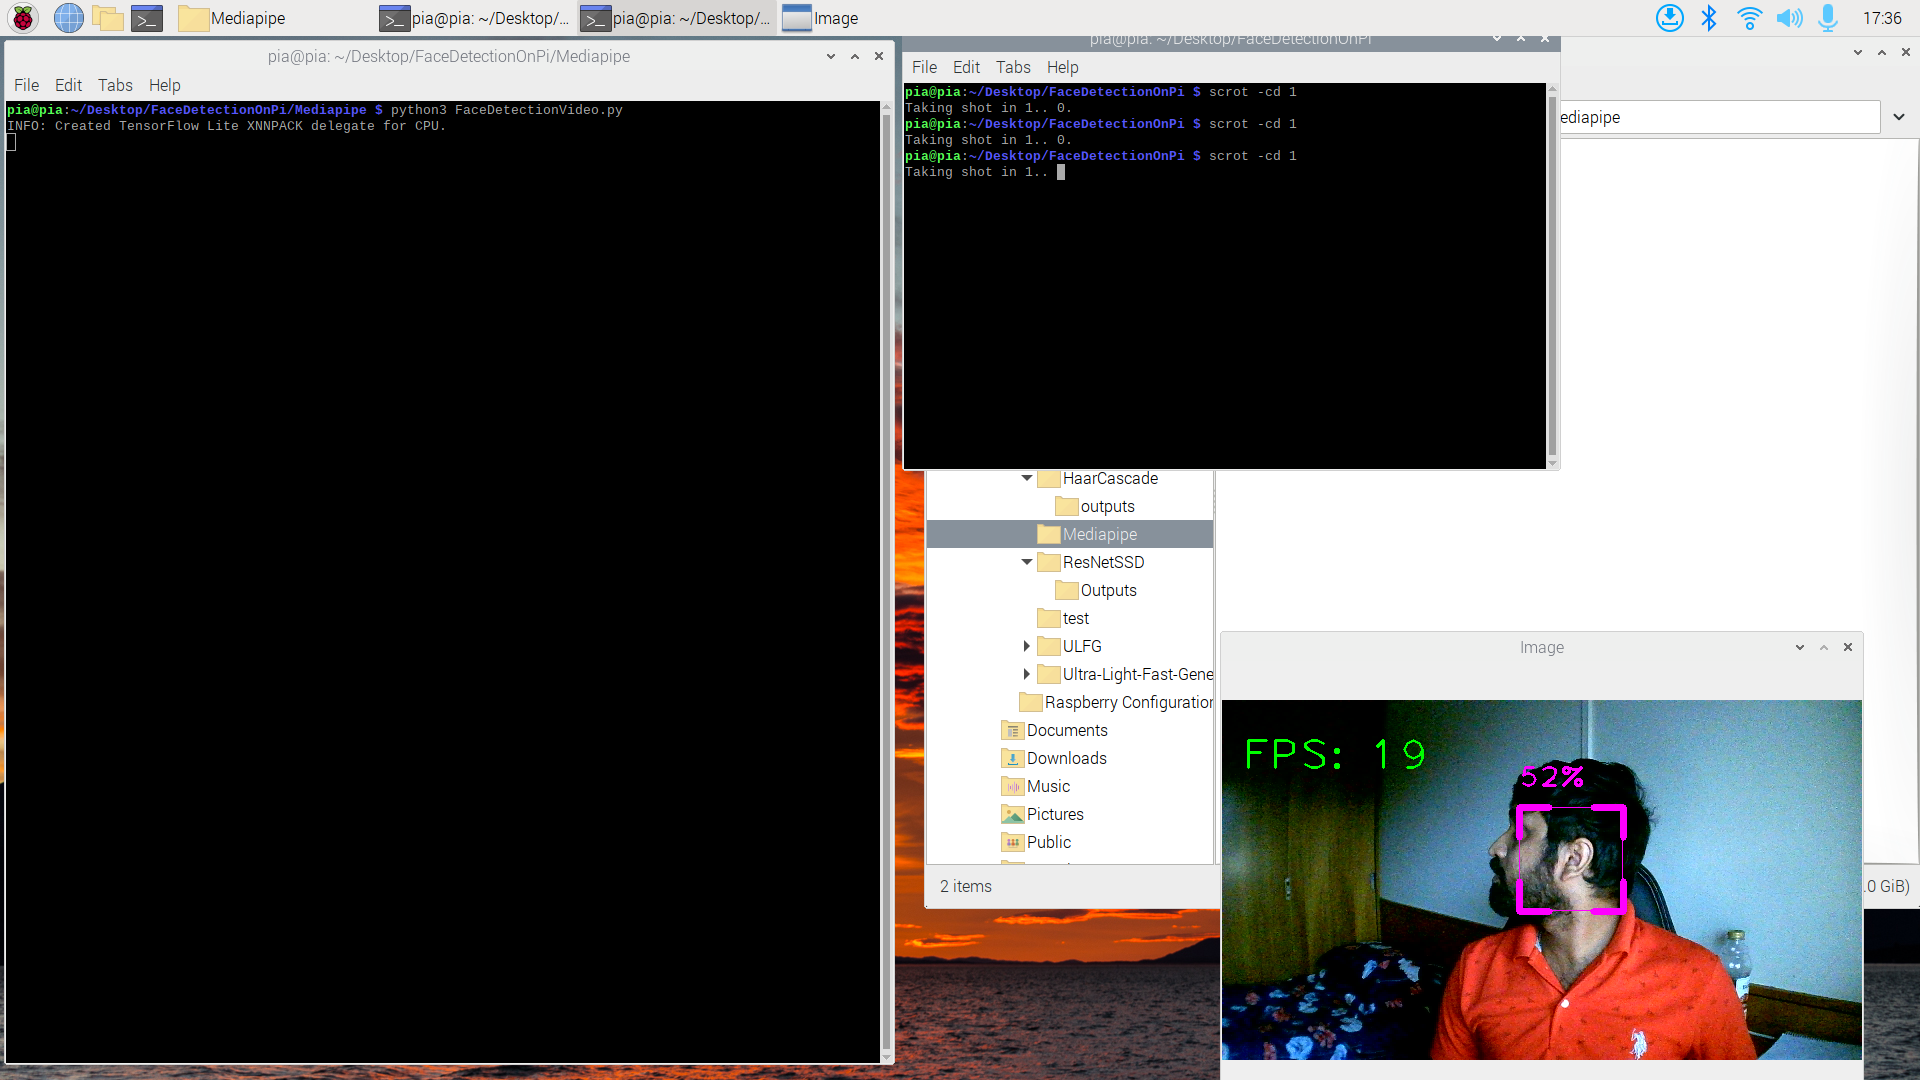 Mediapipe
pia@pia: ~/Desktop/...
pia@pia: ~/Desktop/...
Image
17:36
pia@pia: ~/Desktop/FaceDetectionOnPi/Mediapipe
File Edit Tabs Help
pia@pia:~/Desktop/FaceDetectionOnPi/Mediapipe $ python3 FaceDetectionVideo.py
INFO: Created TensorFlow Lite XNNPACK delegate for CPU.
pia@pia: ~/Desktop/FaceDetectionOnPi
File Edit Tabs Help
pia@pia:~/Desktop/FaceDetectionOnPi $ scrot -cd 1
Taking shot in 1.. 0.
pia@pia:~/Desktop/FaceDetectionOnPi $ scrot -cd 1
Taking shot in 1.. 0.
pia@pia:~/Desktop/FaceDetectionOnPi $ scrot -cd 1
Taking shot in 1..
ediapipe
HaarCascade
outputs
Mediapipe
ResNetSSD
Outputs
test
ULFG
Ultra-Light-Fast-Gene
Raspberry Configuration
Documents
Downloads
Music
Pictures
Public
2 items
.0 GiB)
Image
FPS: 19
52%